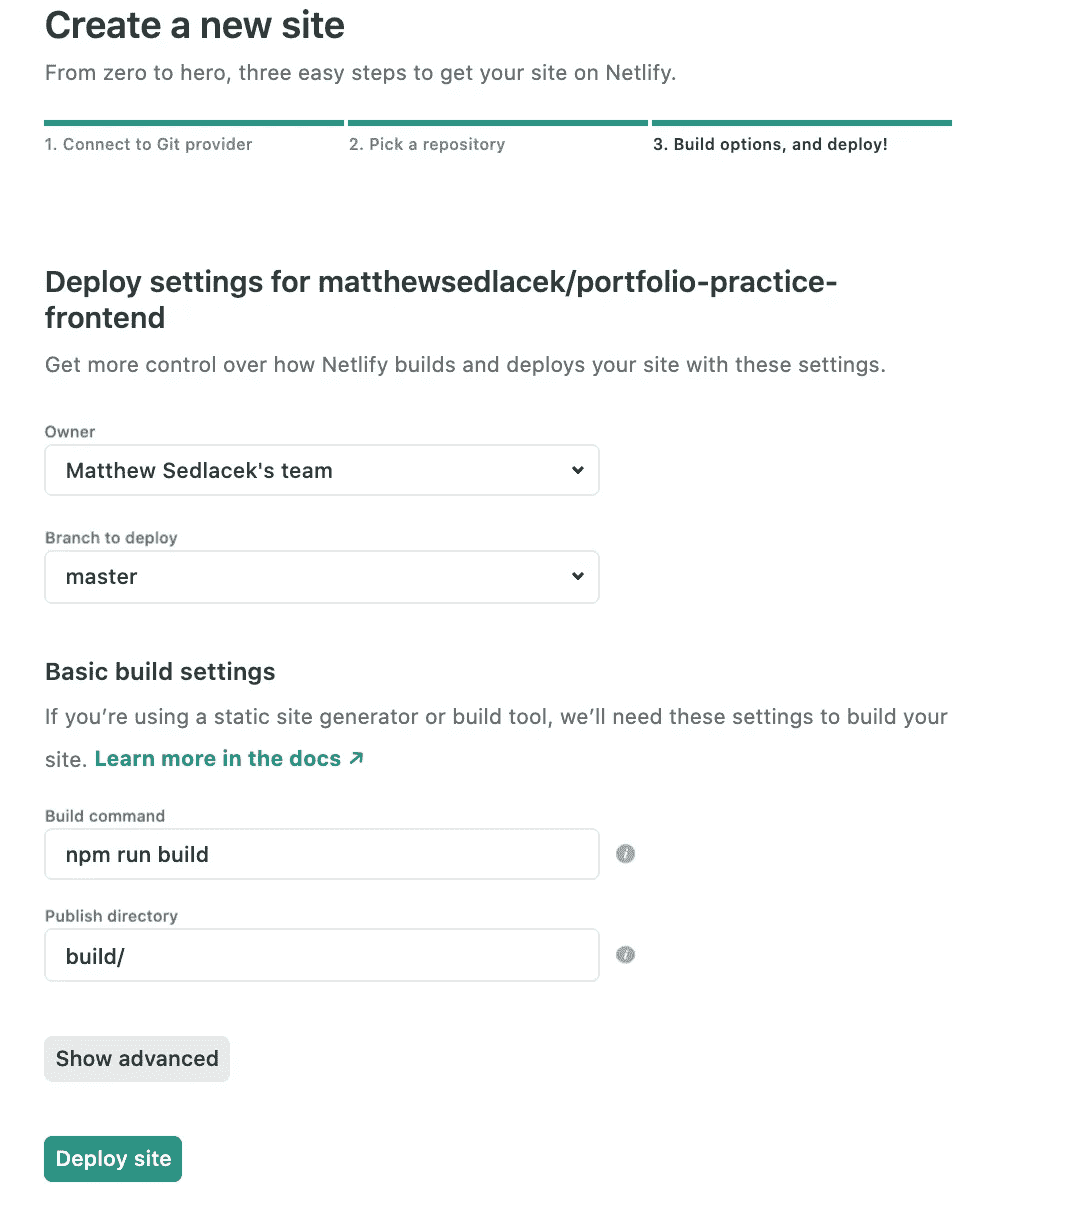 Create a new site
From zero to hero, three easy steps to get your site on Netlify.
1. Connect to Git provider
2. Pick a repository
3. Build options, and deploy!
Deploy settings for matthewsedlacek/portfolio-practice-
frontend
Get more control over how Netlify builds and deploys your site with these settings.
Owner
Matthew Sedlacek's team
Branch to deploy
master
Basic build settings
If you’re using a static site generator or build tool, we’ll need these settings to build your
site. Learn more in the docs ↗
Build command
npm run build
Publish directory
build/
Show advanced
Deploy site